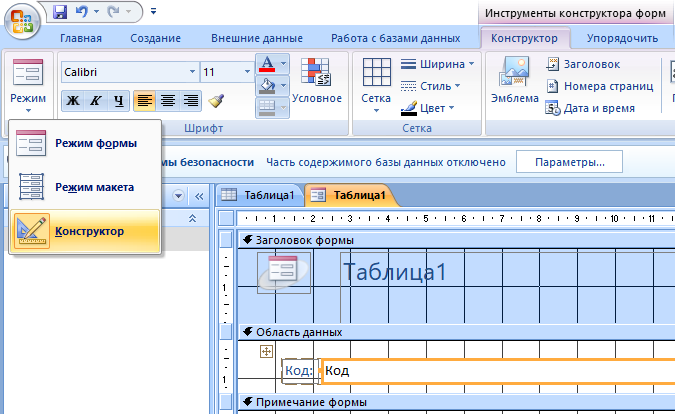 Инструменты конструктора форм
Главная Создание Внешние данные Работа с базами данных Конструктор Упорядочить
Calibri 11
Ж К Ч
Режим
Условное
Сетка
Ширина
Стиль
Цвет
Эмблема
Заголовок
Номера страниц
Дата и время
Шрифт Сетка
Режим формы
Режим макета
Конструктор
мы безопасности Часть содержимого базы данных отключено Параметры...
Таблица1 Таблица1
1 2 3 4 5 6 7 8 9 10 11
Заголовок формы
1
Таблица1
Область данных
Код: Код
1
Примечание формы